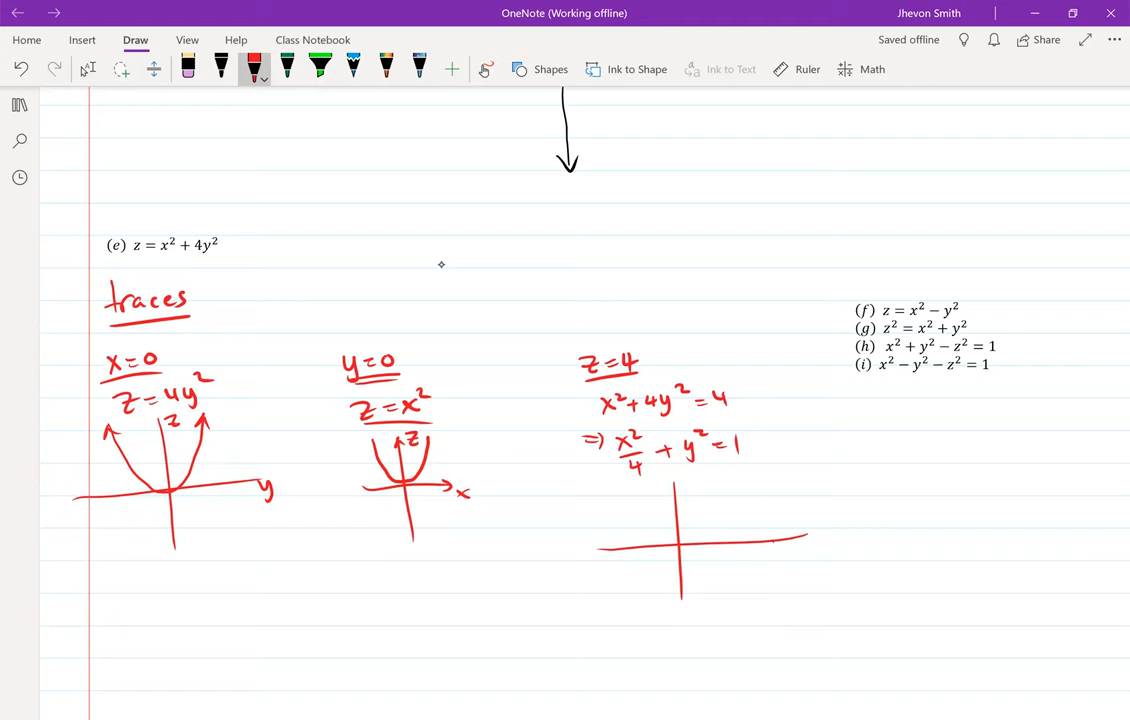 OneNote (Working offline)
Jhevon Smith
Home Insert Draw View Help Class Notebook
Saved offline
Share
Shapes
Ink to Shape
Ink to Text
Ruler
Math
(e) z = x² + 4y²
traces
x=0
z=4y²
z
y
y=0
z=x²
z
x
z=4
x²+4y²=4
⇒ x²/4 + y²=1
(f) z = x² − y²
(g) z² = x² + y²
(h) x² + y² − z² = 1
(i) x² − y² − z² = 1